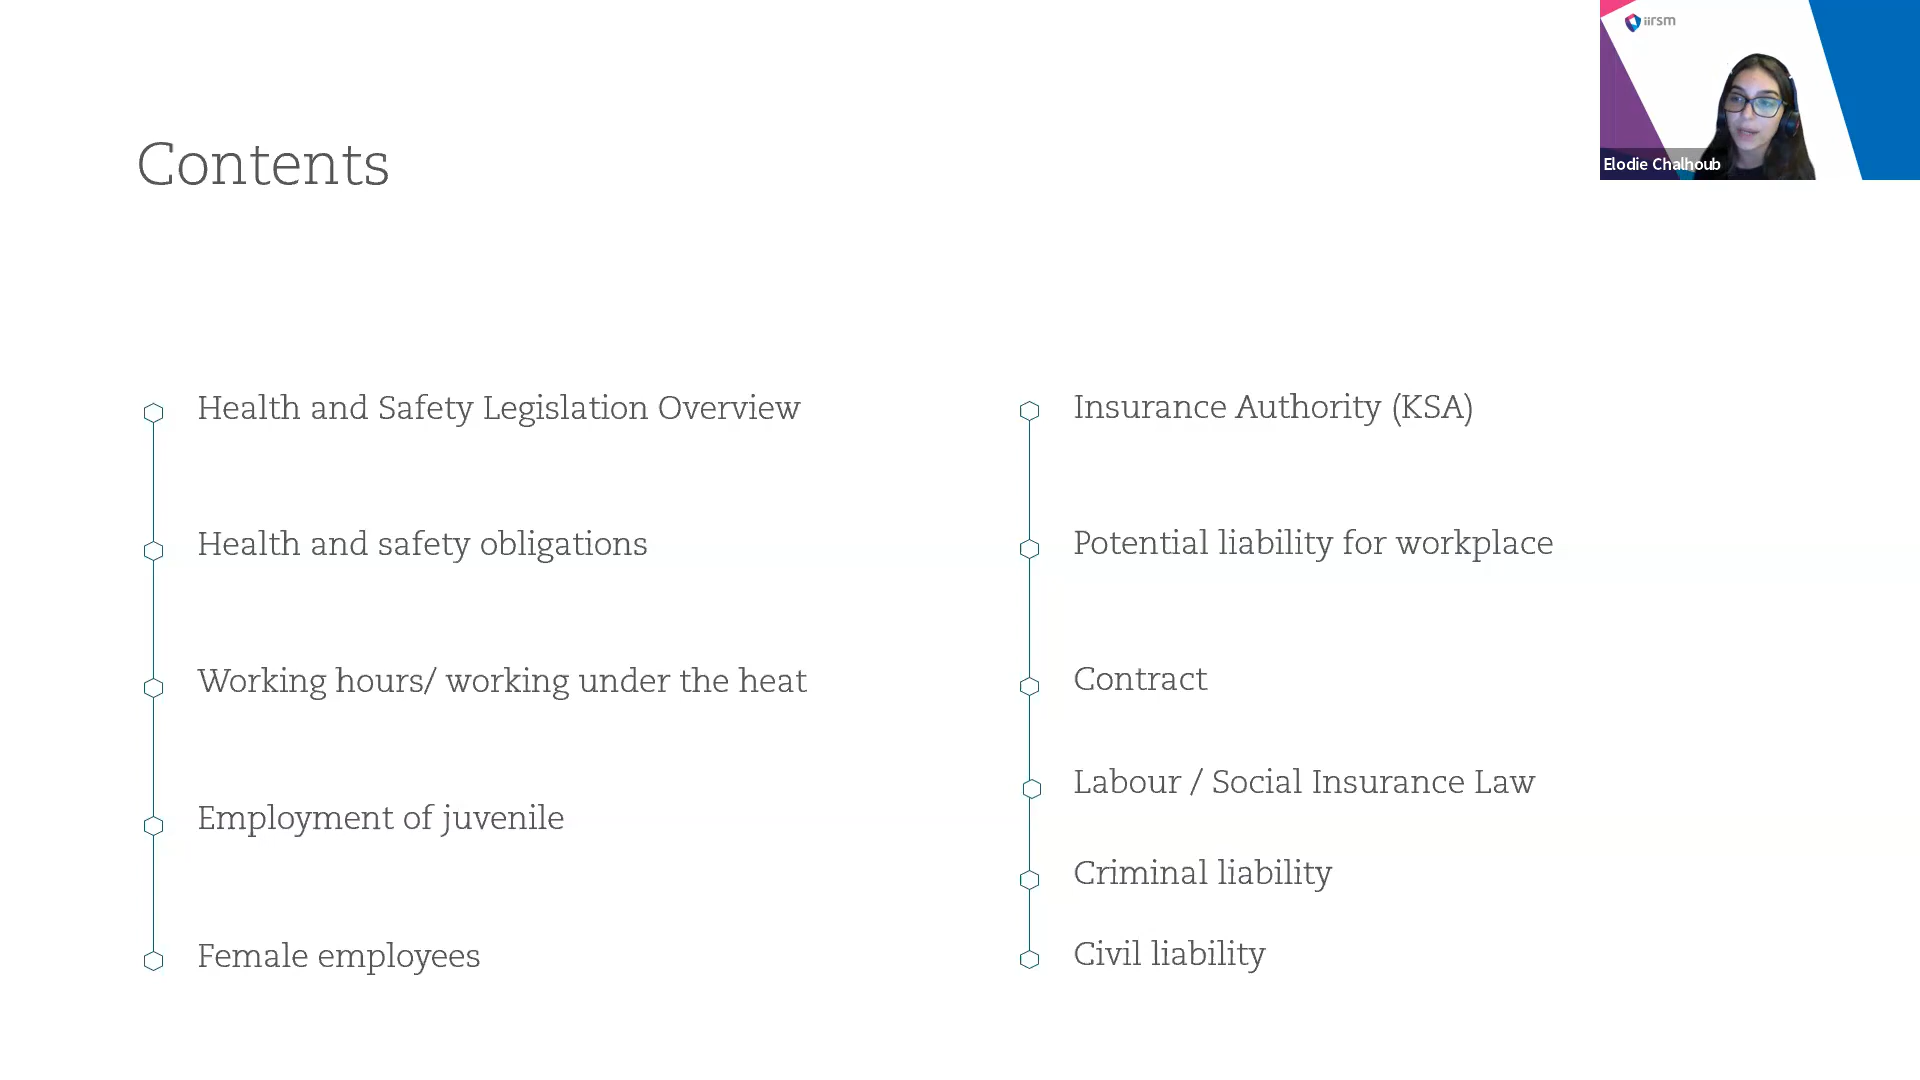 iirsm
Elodie Chalhoub
Contents
Health and Safety Legislation Overview
Health and safety obligations
Working hours/ working under the heat
Employment of juvenile
Female employees
Insurance Authority (KSA)
Potential liability for workplace
Contract
Labour / Social Insurance Law
Criminal liability
Civil liability